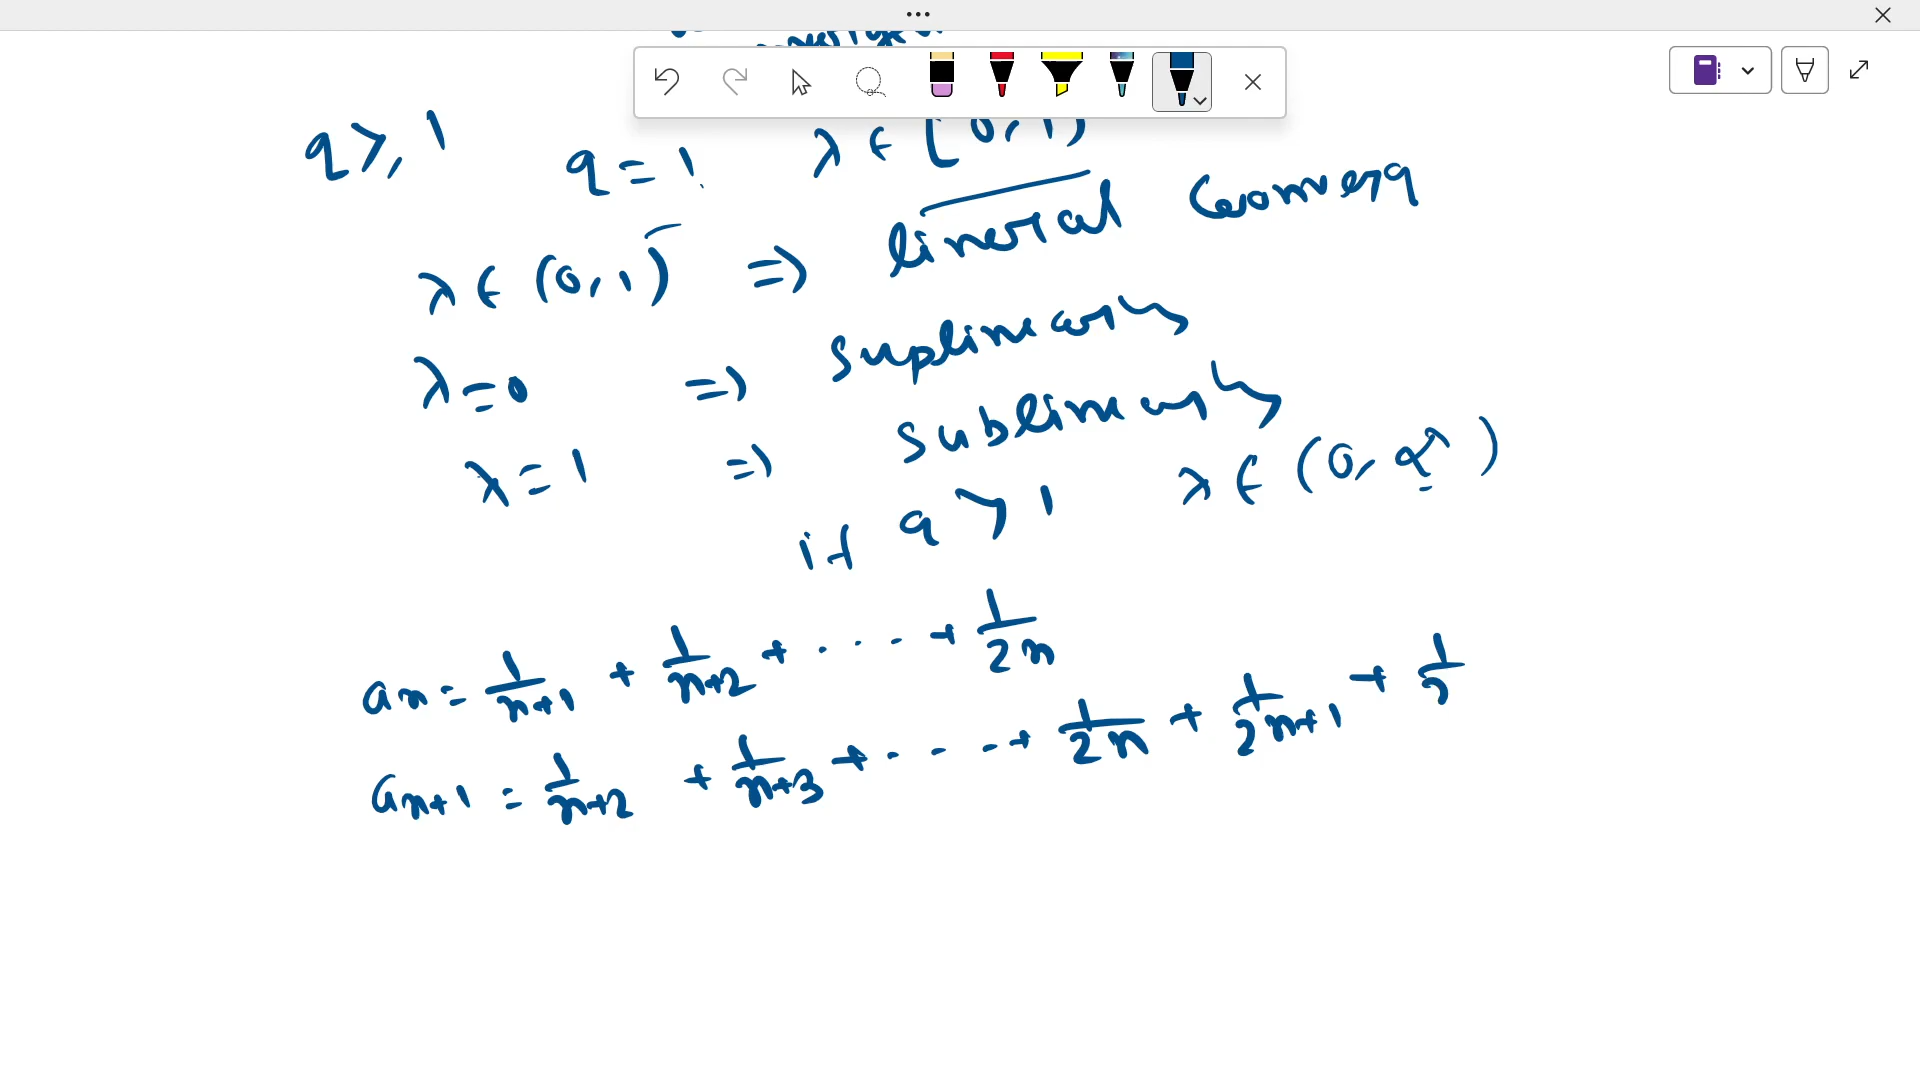 q ⩾ 1 q = 1 λ ∈ [0, 1)
λ ∈ (0, 1) ⇒ lineral Geomerq
λ = 0 ⇒ suplinearly
λ = 1 ⇒ sublinearly
if q > 1 λ ∈ (0, )
an = 1/n+1 + 1/n+2 + .... + 1/2n
an+1 = 1/n+2 + 1/n+3 + ... + 1/2n + 1/2n+1 + 1/2